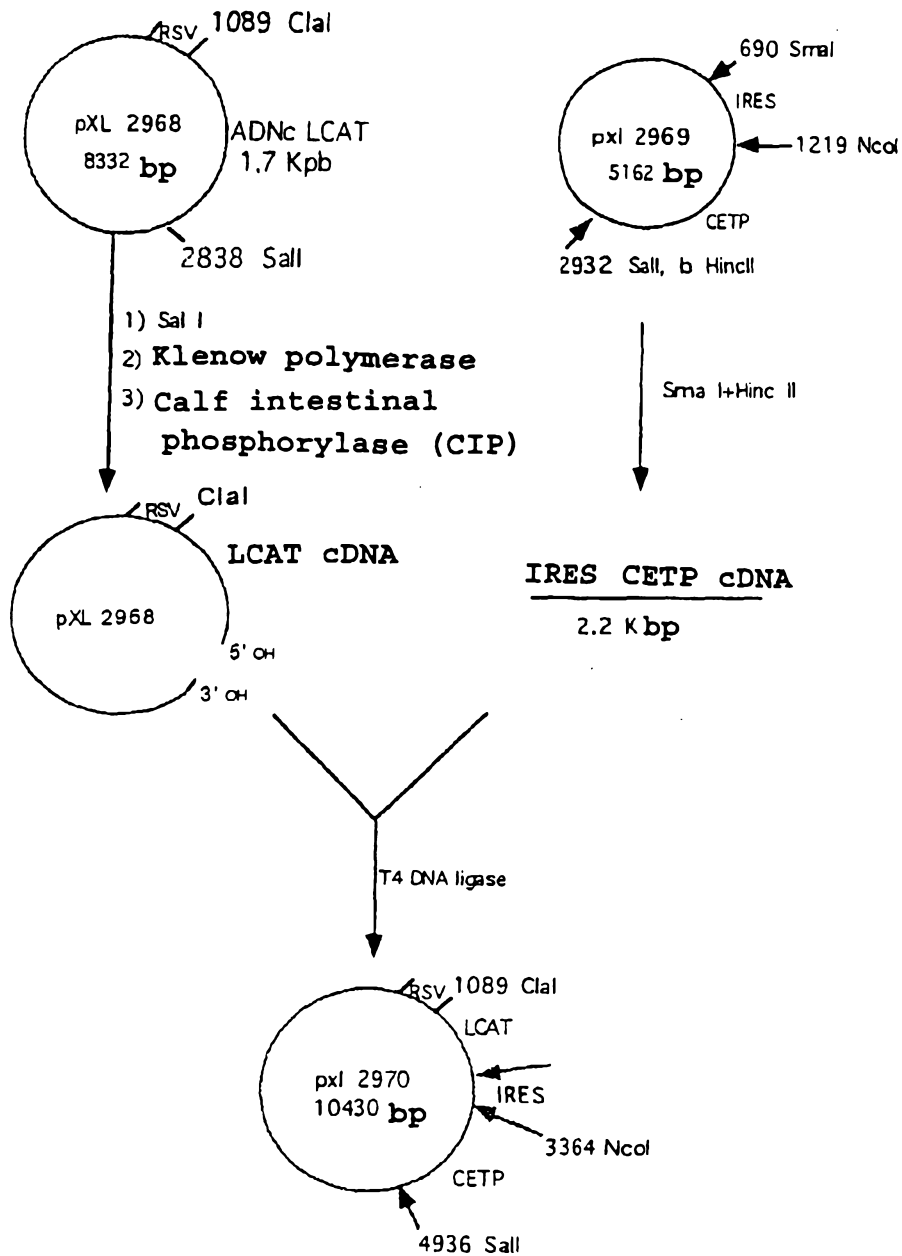 RSV
1089 ClaI
pXL 2968
8332 bp
ADNc LCAT
1.7 Kpb
2838 SalI
690 SmaI
IRES
pxl 2969
5162 bp
1219 NcoI
CETP
2932 SalI, b HincII
1) Sal I
2) Klenow polymerase
3) Calf intestinal
phosphorylase (CIP)
Sma I+Hinc II
RSV
ClaI
LCAT cDNA
pXL 2968
5' OH
3' OH
IRES CETP cDNA
2.2 Kbp
T4 DNA ligase
RSV
1089 ClaI
LCAT
pxl 2970
10430 bp
IRES
3364 NcoI
CETP
4936 SalI